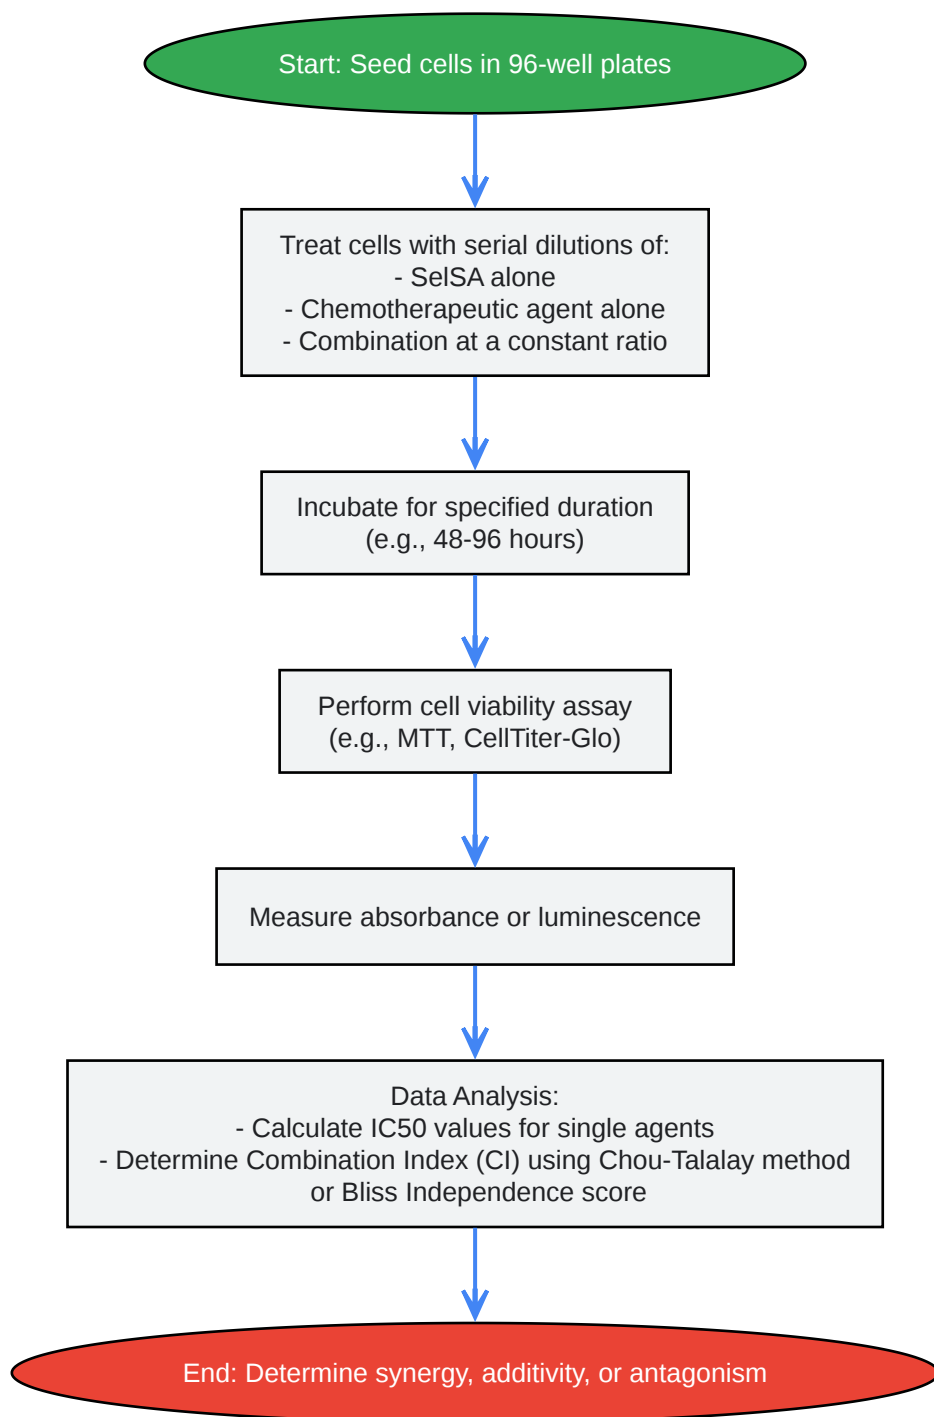 Start: Seed cells in 96-well plates
Treat cells with serial dilutions of:
- SelSA alone
- Chemotherapeutic agent alone
- Combination at a constant ratio
Incubate for specified duration
(e.g., 48-96 hours)
Perform cell viability assay
(e.g., MTT, CellTiter-Glo)
Measure absorbance or luminescence
Data Analysis:
- Calculate IC50 values for single agents
- Determine Combination Index (CI) using Chou-Talalay method
or Bliss Independence score
End: Determine synergy, additivity, or antagonism